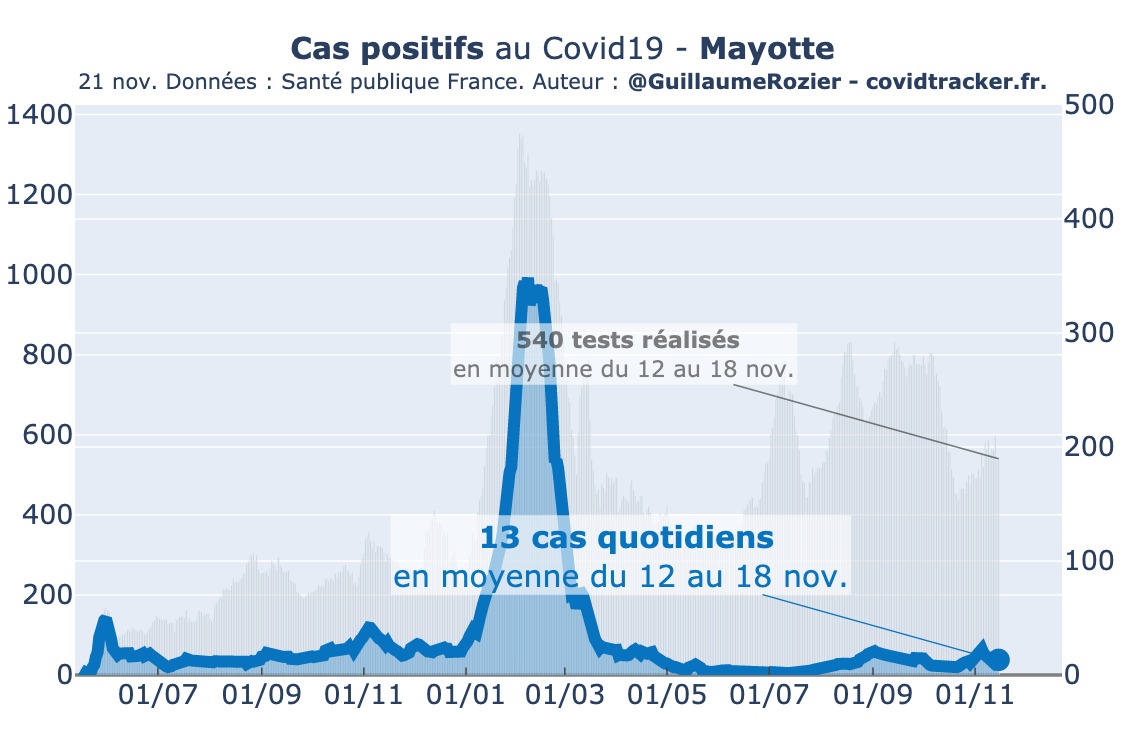 Cas positifs au Covid19 - Mayotte
21 nov. Données : Santé publique France. Auteur : @GuillaumeRozier - covidtracker.fr.
500
1400
1200
400
1000
300
800
540 tests réalisés
en moyenne du 12 au 18 nov.
600
200
400
13 cas quotidiens
en moyenne du 12 au 18 nov.
100
200
0
0
01/07 01/09 01/11 01/01 01/03 01/05 01/07 01/09 01/11